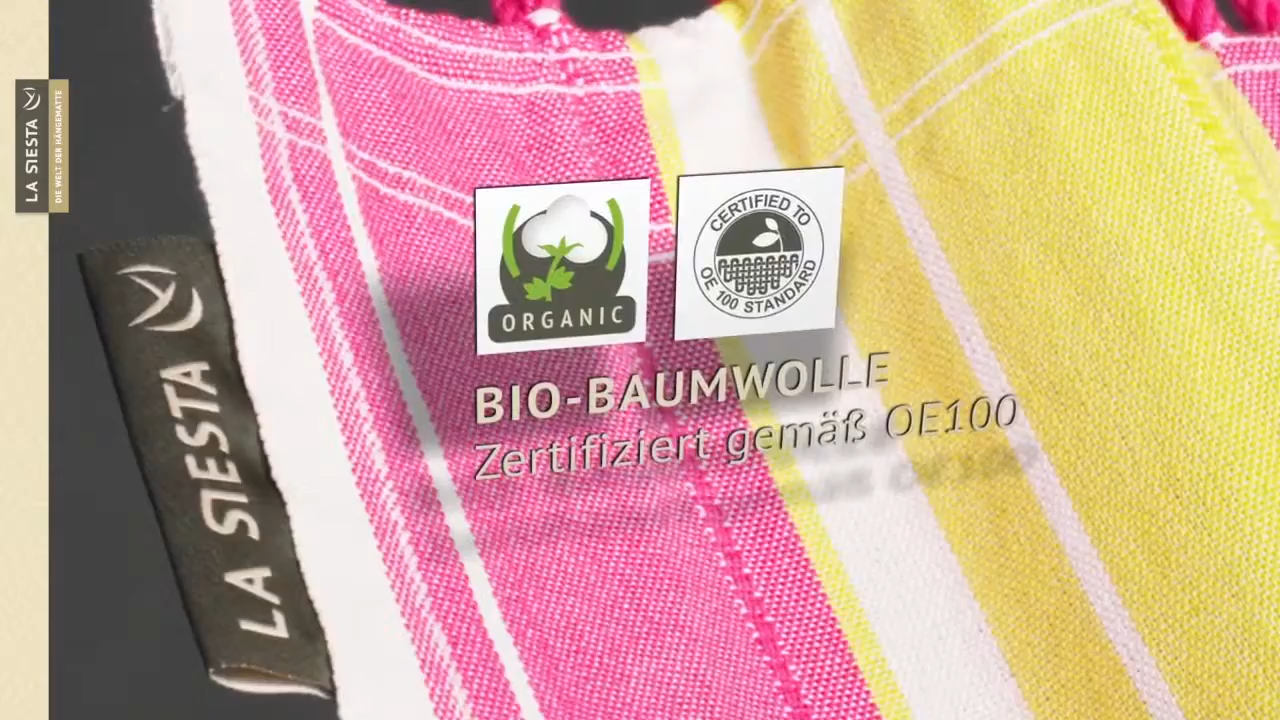 LA SIESTA
DIE WELT DER HÄNGEMATTE
LA SIESTA
ORGANIC
CERTIFIED TO
OE 100 STANDARD
BIO-BAUMWOLLE
Zertifiziert gemäß OE100